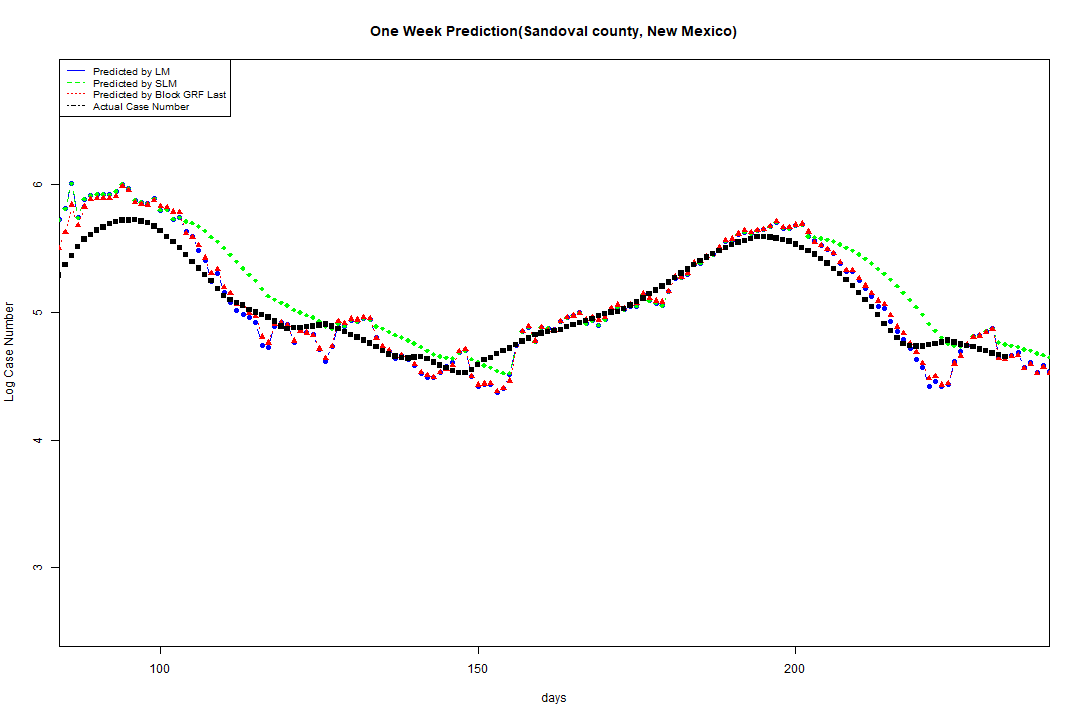 One Week Prediction(Sandoval county, New Mexico)
Predicted by LM
Predicted by SLM
Predicted by Block GRF Last
Actual Case Number
6
5
4
3
Log Case Number
100 150 200
days